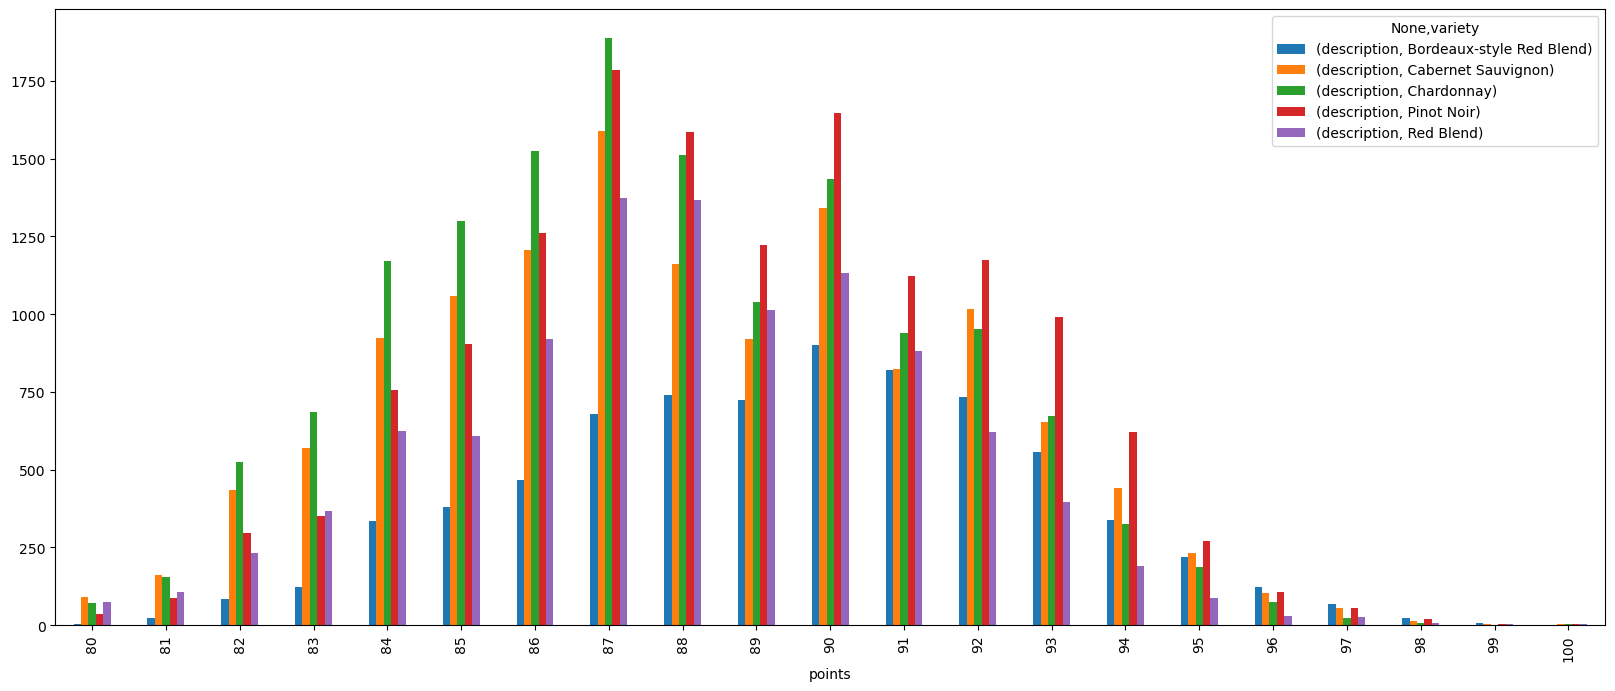 None,variety
(description, Bordeaux-style Red Blend)
(description, Cabernet Sauvignon)
(description, Chardonnay)
(description, Pinot Noir)
(description, Red Blend)
1750
1500
1250
1000
750
500
250
0
80 81 82 83 84 85 86 87 88 89 90 91 92 93 94 95 96 97 98 99 100
points